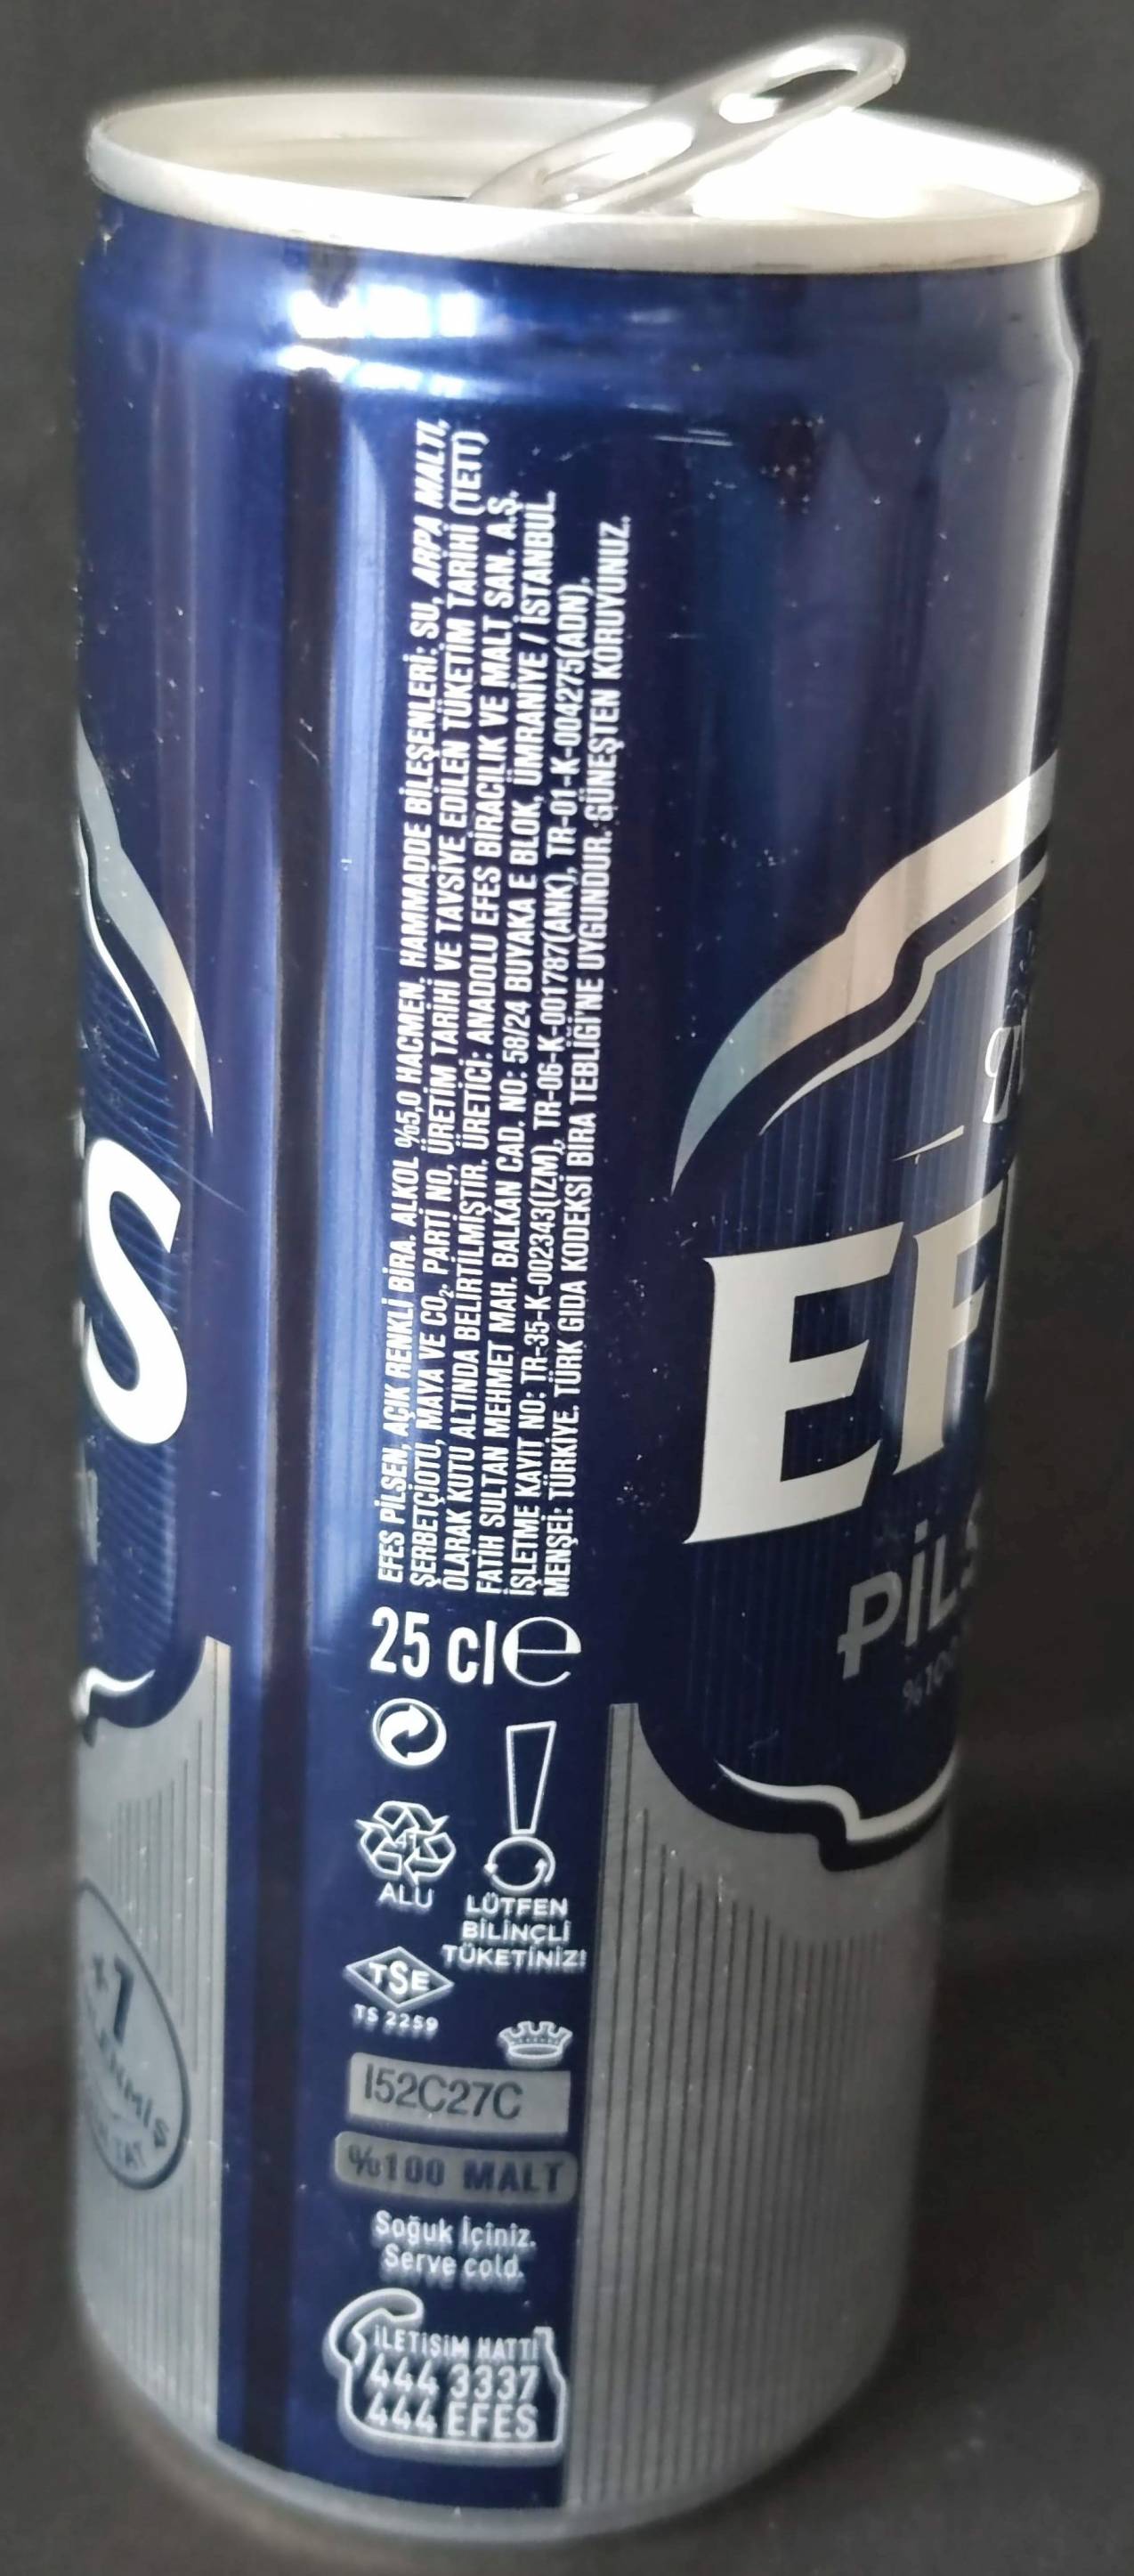 EFES PİLSEN, AÇIK RENKLİ BİRA. ALKOL %5,0 HACMEN. HAMMADDE BİLEŞENLERİ: SU, ARPA MALTI,
ŞERBETÇİOTU, MAYA VE CO₂. PARTİ NO, ÜRETİM TARİHİ VE TAVSİYE EDİLEN TÜKETİM TARİHİ (TETT)
OLARAK KUTU ALTINDA BELİRTİLMİŞTİR. ÜRETİCİ: ANADOLU EFES BİRACILIK VE MALT SAN. A.Ş.
FATİH SULTAN MEHMET MAH. BALKAN CAD. NO: 58/24 BUYAKA E BLOK, ÜMRANİYE / İSTANBUL
İŞLETME KAYIT NO: TR-35-K-002343(IZM), TR-06-K-001787(ANK), TR-01-K-004275(ADN).
MENŞEİ: TÜRKİYE. TÜRK GIDA KODEKSİ BİRA TEBLİĞİ'NE UYGUNDUR. GÜNEŞTEN KORUYUNUZ.
25 cl e
41
ALU
LÜTFEN
BİLİNÇLİ
TÜKETİNİZ!
TSE
TS 2259
I52C27C
%100 MALT
Soğuk İçiniz.
Serve cold.
İLETİŞİM HATTI
444 3337
444 EFES
S
EF
PİLS
%100
+1